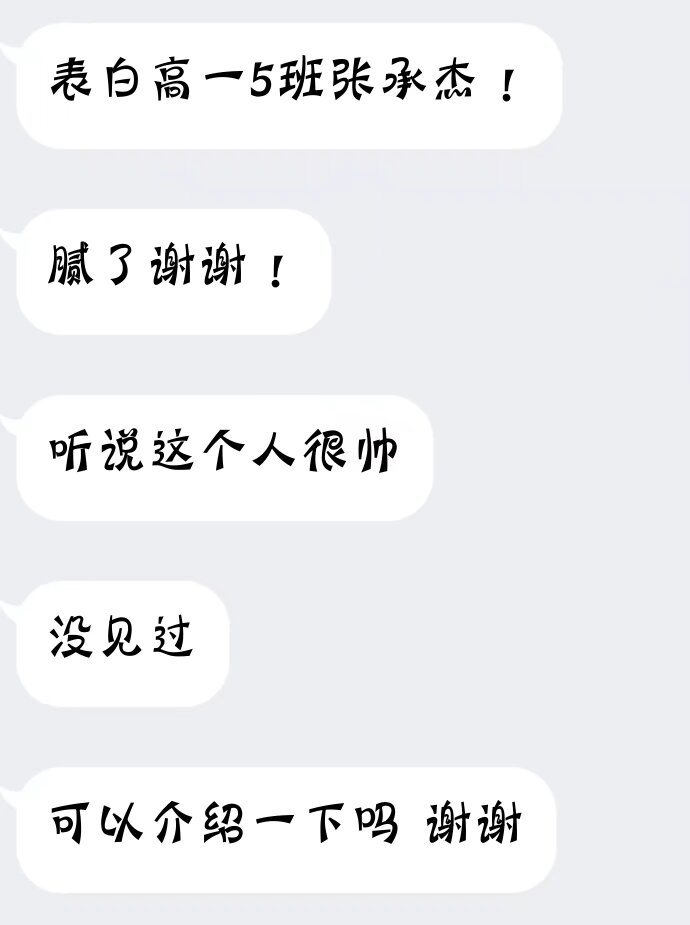 表白高一5班张承杰！
腻了谢谢！
听说这个人很帅
没见过
可以介绍一下吗 谢谢